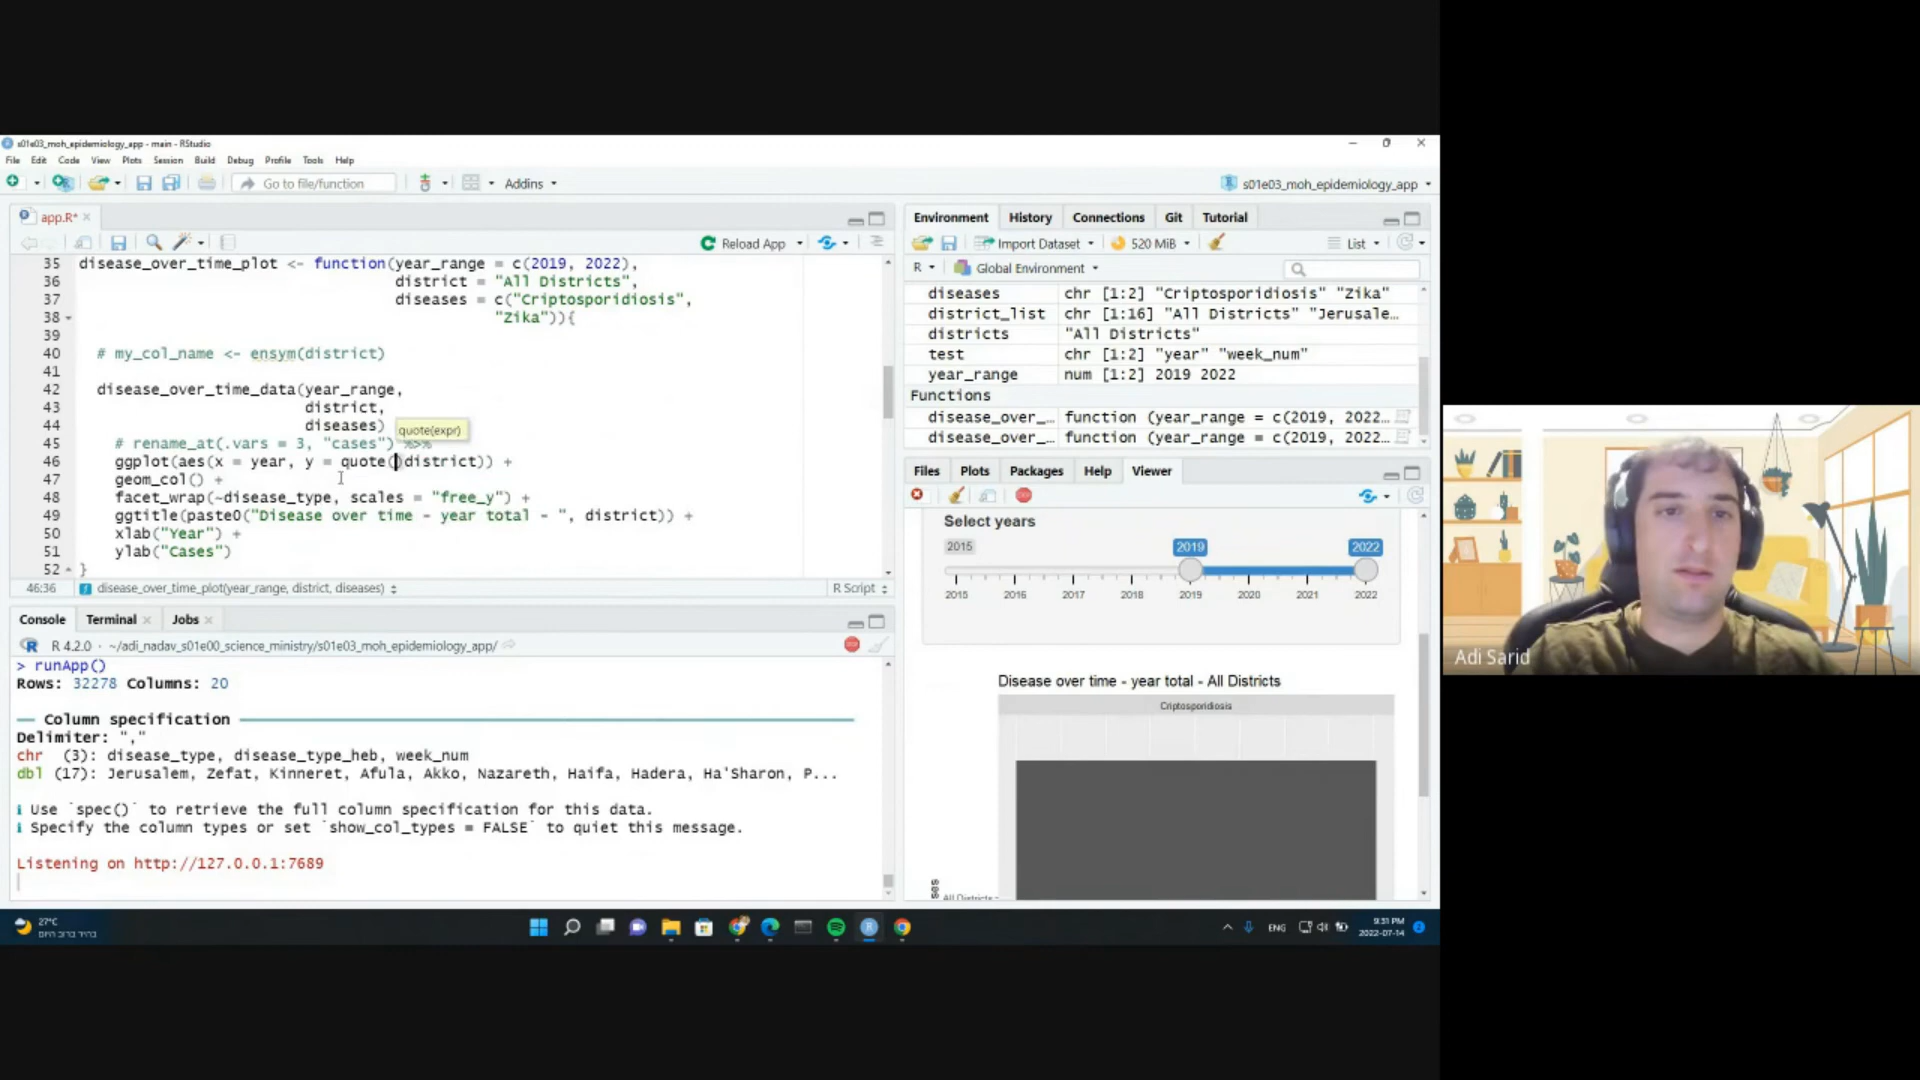 s01e03_moh_epidemiology_app - main - RStudio
File Edit Code View Plots Session Build Debug Profile Tools Help
Go to file/function Addins s01e03_moh_epidemiology_app
app.R*
Reload App
35 disease_over_time_plot <- function(year_range = c(2019, 2022),
36 district = "All Districts",
37 diseases = c("Criptosporidiosis",
38 "Zika")){
39
40 # my_col_name <- ensym(district)
41
42 disease_over_time_data(year_range,
43 district,
44 diseases)
quote(expr)
45 # rename_at(.vars = 3, "cases") %>%
46 ggplot(aes(x = year, y = quote()district)) +
47 geom_col() +
48 facet_wrap(~disease_type, scales = "free_y") +
49 ggtitle(paste0("Disease over time - year total - ", district)) +
50 xlab("Year") +
51 ylab("Cases")
52 }
46:36 disease_over_time_plot(year_range, district, diseases) R Script
Console Terminal Jobs
R 4.2.0 · ~/adi_nadav_s01e00_science_ministry/s01e03_moh_epidemiology_app/
> runApp()
Rows: 32278 Columns: 20
Column specification
Delimiter: ","
chr (3): disease_type, disease_type_heb, week_num
dbl (17): Jerusalem, Zefat, Kinneret, Afula, Akko, Nazareth, Haifa, Hadera, Ha'Sharon, P...
ℹ Use `spec()` to retrieve the full column specification for this data.
ℹ Specify the column types or set `show_col_types = FALSE` to quiet this message.
Listening on http://127.0.0.1:7689
Environment History Connections Git Tutorial
Import Dataset 520 MiB List
R Global Environment
diseases chr [1:2] "Criptosporidiosis" "Zika"
district_list chr [1:16] "All Districts" "Jerusale…
districts "All Districts"
test chr [1:2] "year" "week_num"
year_range num [1:2] 2019 2022
Functions
disease_over_… function (year_range = c(2019, 2022…
disease_over_… function (year_range = c(2019, 2022…
Files Plots Packages Help Viewer
Select years
2015 2019 2022
2015 2016 2017 2018 2019 2020 2021 2022
Disease over time - year total - All Districts
Criptosporidiosis
All Districts -
Adi Sarid
27°C
ENG
9:31 PM
2022-07-14